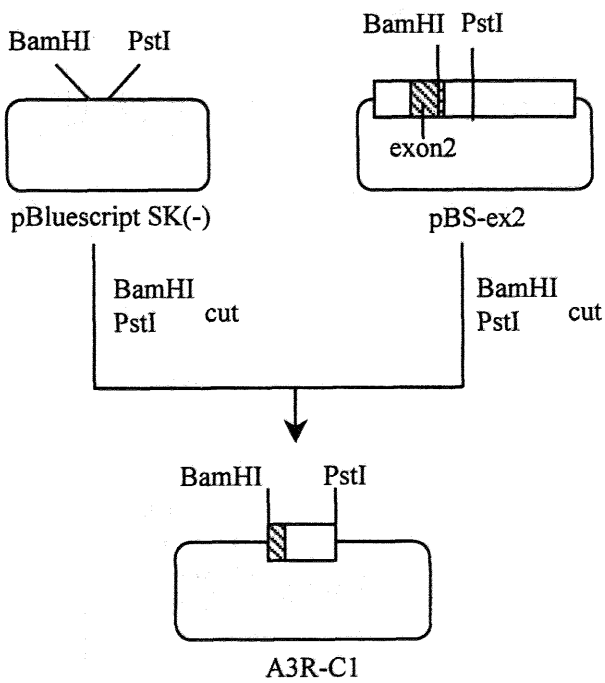 BamHI PstI
BamHI PstI
exon2
pBluescript SK(-)
pBS-ex2
BamHI
PstI
cut
BamHI
PstI
cut
BamHI PstI
A3R-C1